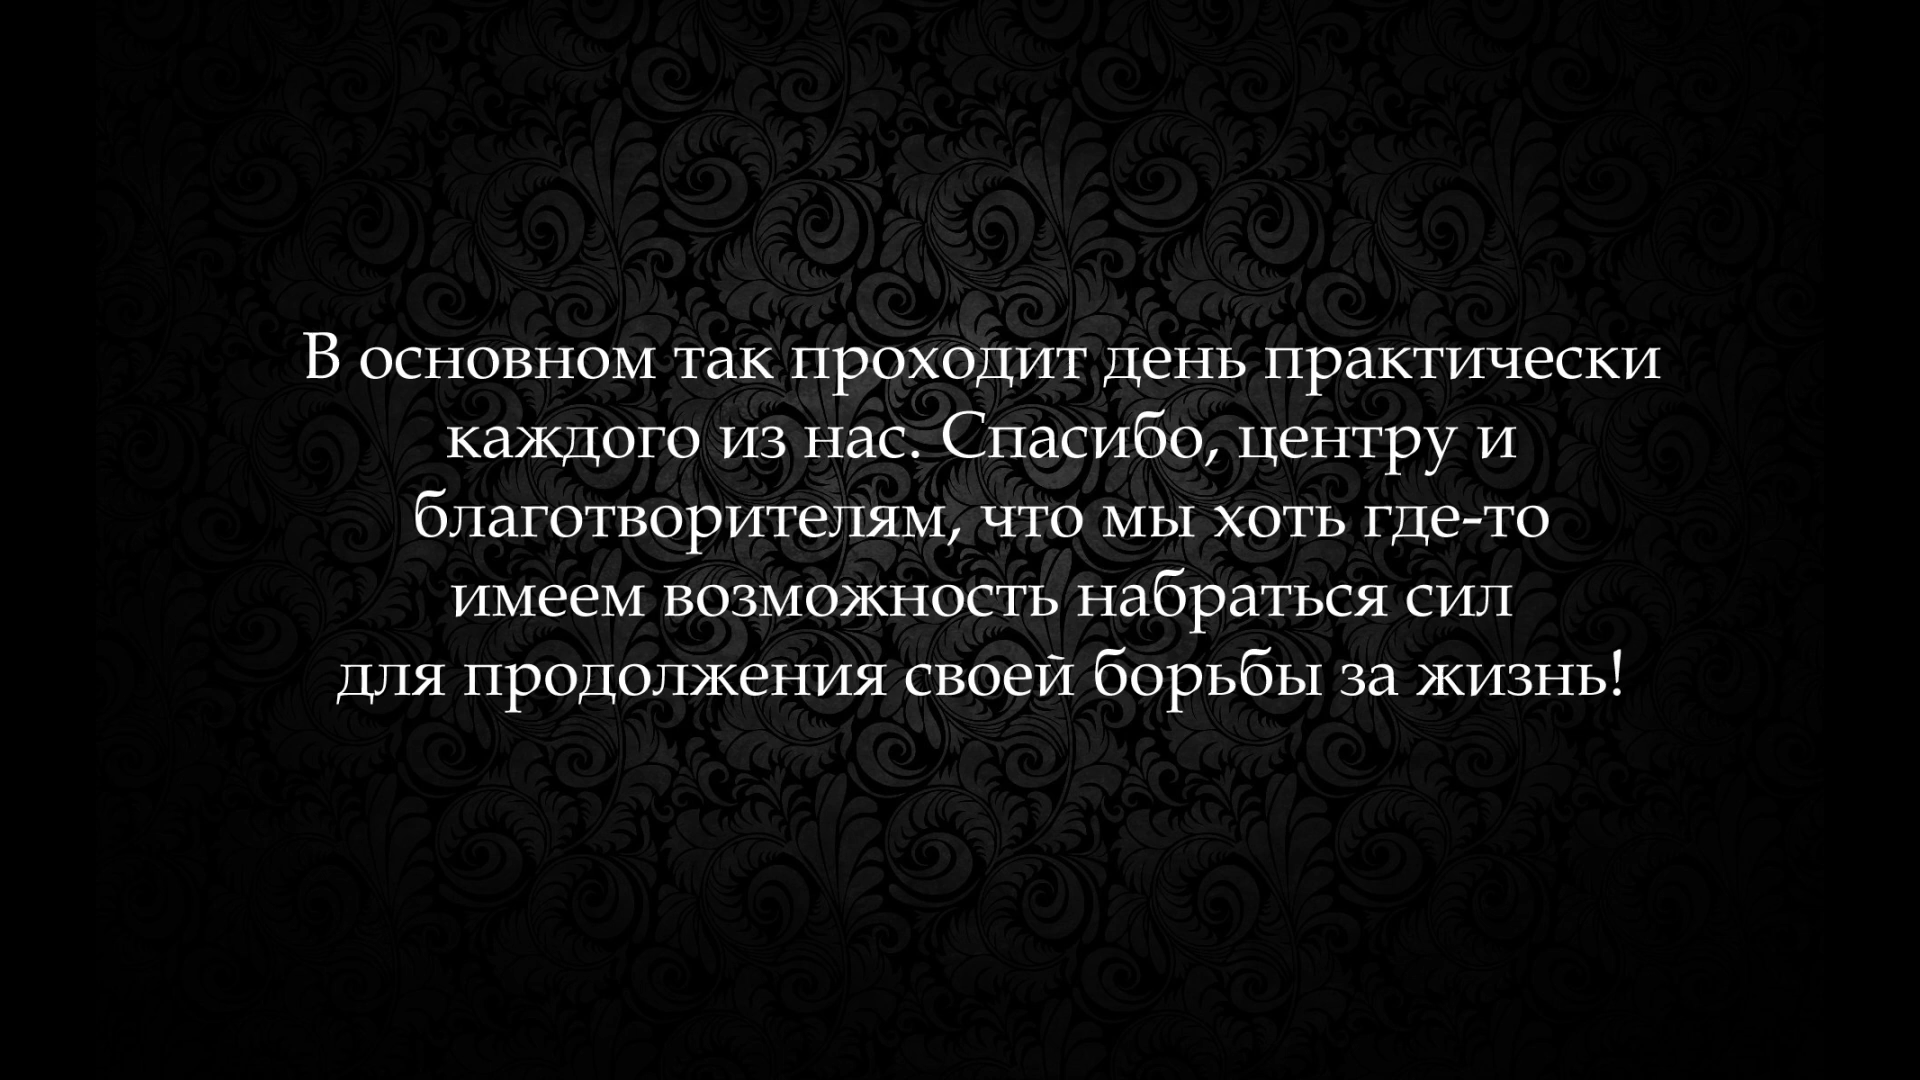 В основном так проходит день практически
каждого из нас. Спасибо, центру и
благотворителям, что мы хоть где-то
имеем возможность набраться сил
для продолжения своей борьбы за жизнь!